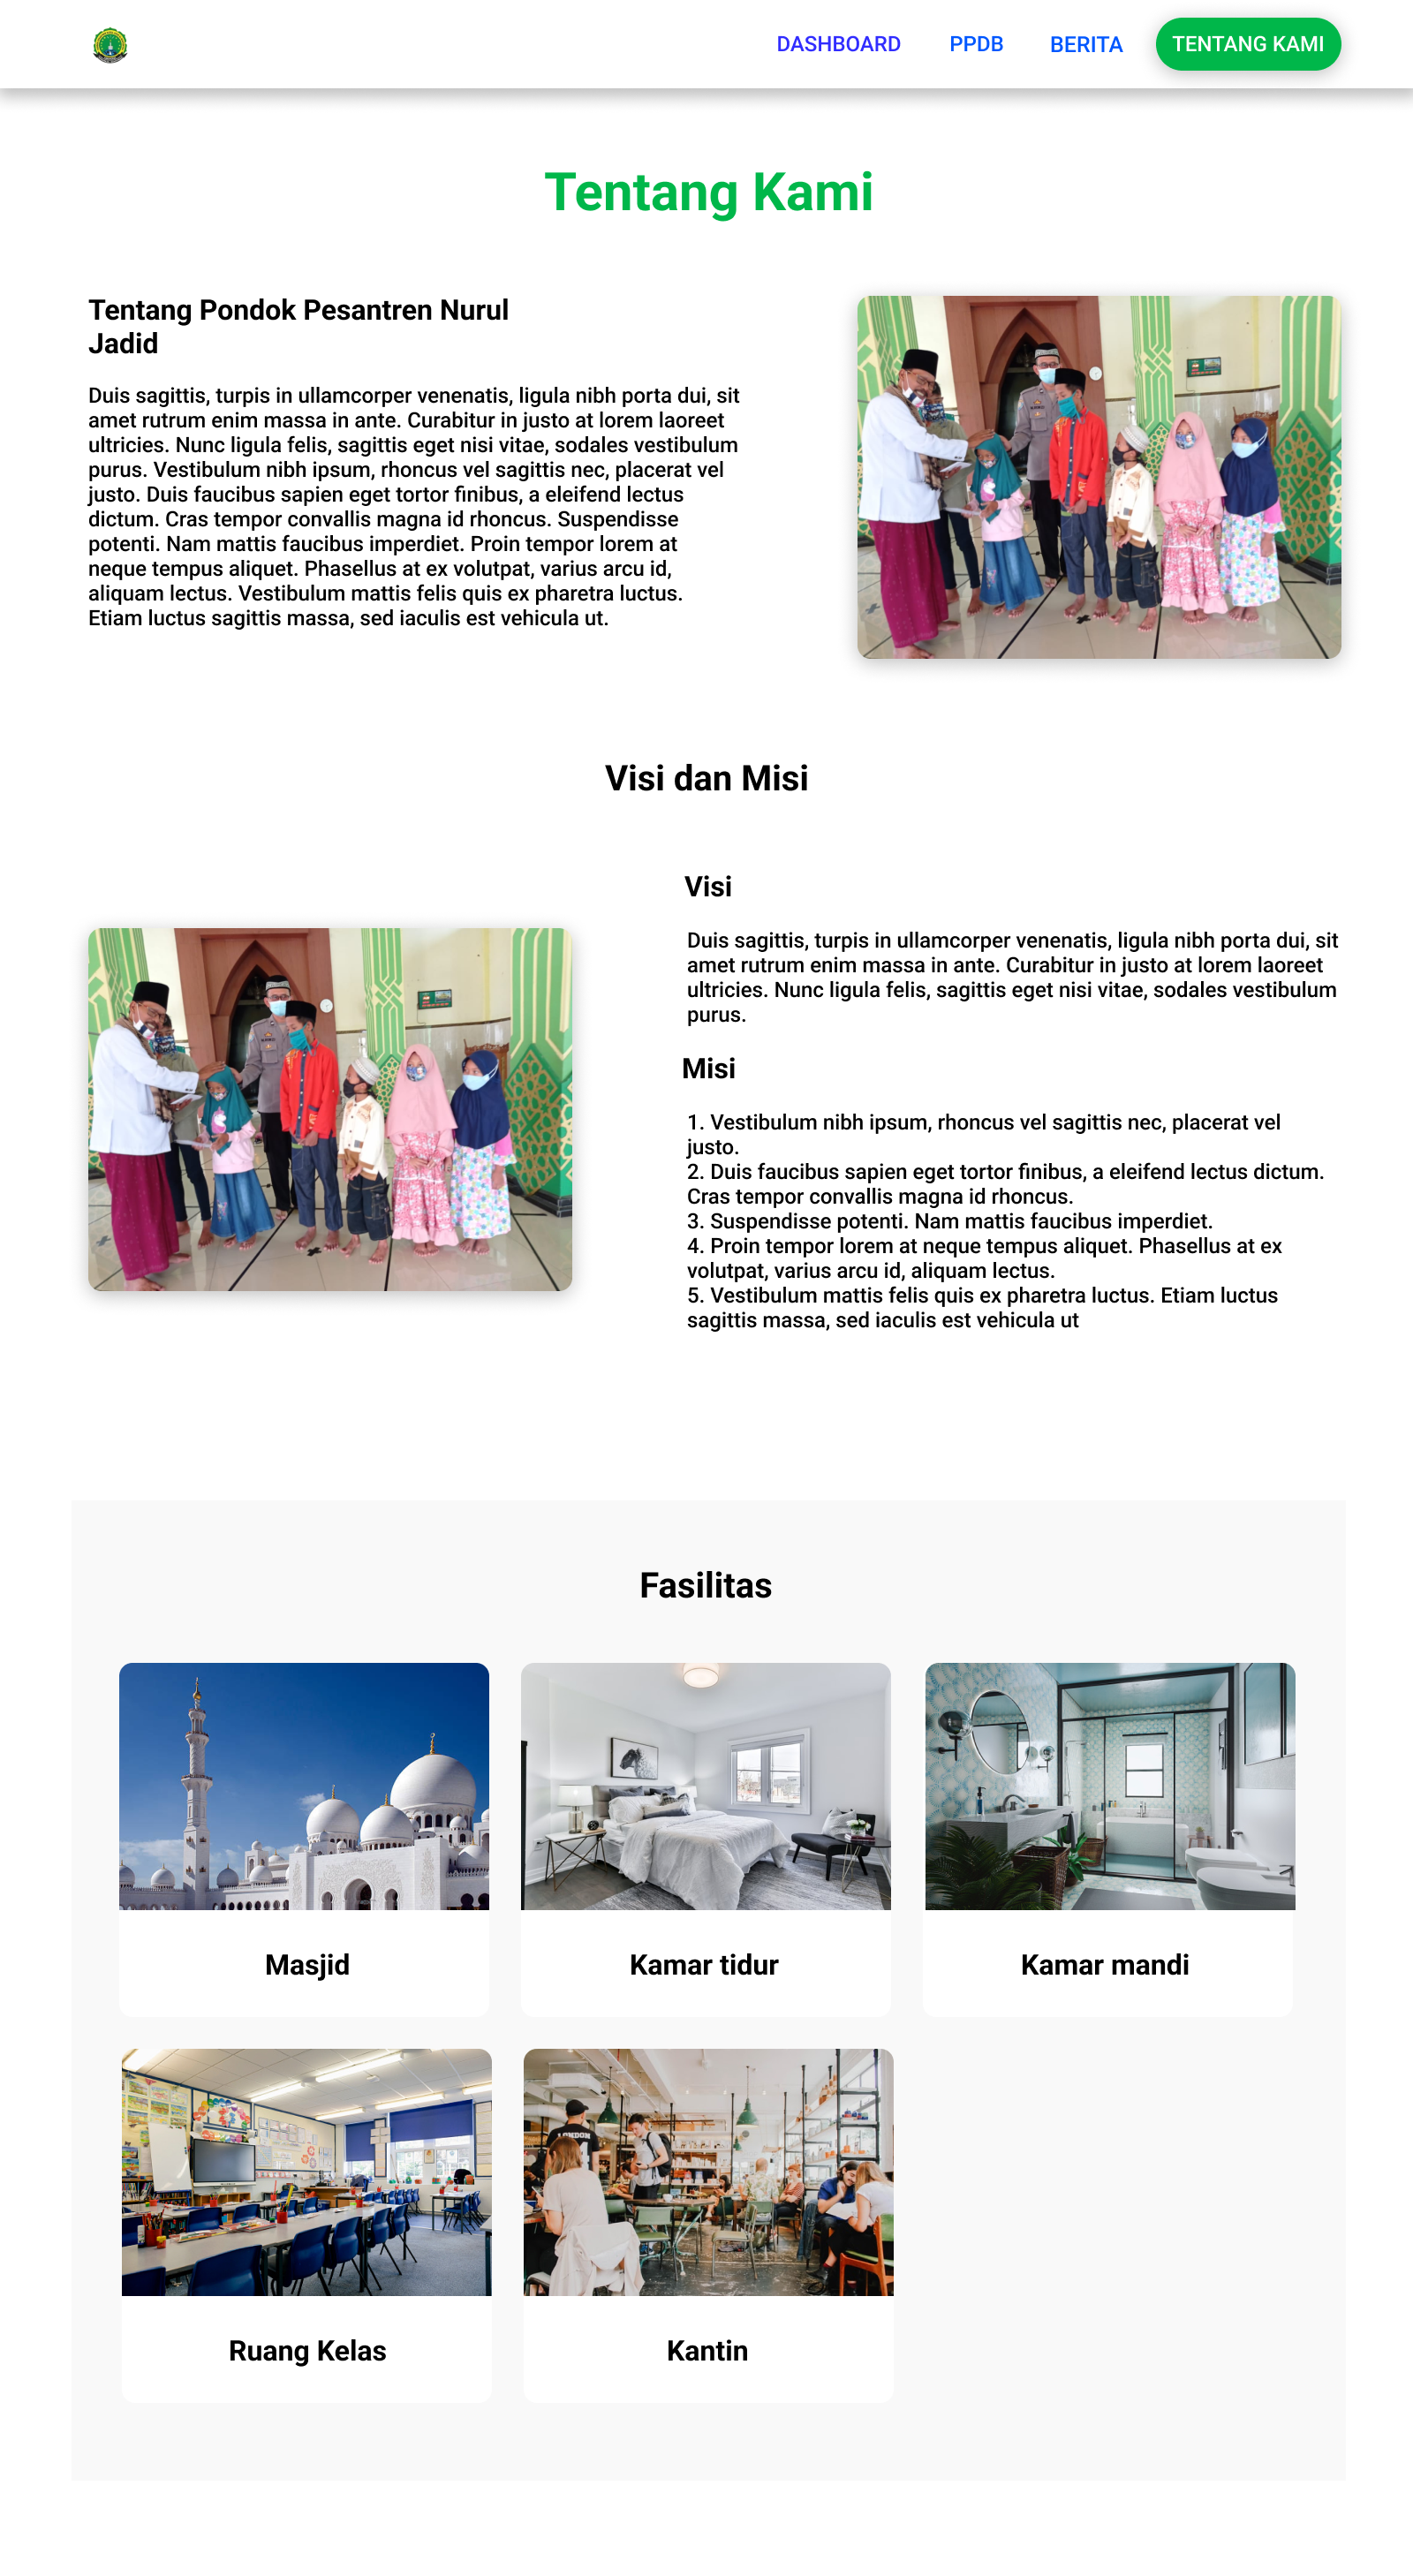 DASHBOARD PPDB BERITA TENTANG KAMI
Tentang Kami
Tentang Pondok Pesantren Nurul
Jadid
Duis sagittis, turpis in ullamcorper venenatis, ligula nibh porta dui, sit
amet rutrum enim massa in ante. Curabitur in justo at lorem laoreet
ultricies. Nunc ligula felis, sagittis eget nisi vitae, sodales vestibulum
purus. Vestibulum nibh ipsum, rhoncus vel sagittis nec, placerat vel
justo. Duis faucibus sapien eget tortor finibus, a eleifend lectus
dictum. Cras tempor convallis magna id rhoncus. Suspendisse
potenti. Nam mattis faucibus imperdiet. Proin tempor lorem at
neque tempus aliquet. Phasellus at ex volutpat, varius arcu id,
aliquam lectus. Vestibulum mattis felis quis ex pharetra luctus.
Etiam luctus sagittis massa, sed iaculis est vehicula ut.
Visi dan Misi
Visi
Duis sagittis, turpis in ullamcorper venenatis, ligula nibh porta dui, sit
amet rutrum enim massa in ante. Curabitur in justo at lorem laoreet
ultricies. Nunc ligula felis, sagittis eget nisi vitae, sodales vestibulum
purus.
Misi
1. Vestibulum nibh ipsum, rhoncus vel sagittis nec, placerat vel
justo.
2. Duis faucibus sapien eget tortor finibus, a eleifend lectus dictum.
Cras tempor convallis magna id rhoncus.
3. Suspendisse potenti. Nam mattis faucibus imperdiet.
4. Proin tempor lorem at neque tempus aliquet. Phasellus at ex
volutpat, varius arcu id, aliquam lectus.
5. Vestibulum mattis felis quis ex pharetra luctus. Etiam luctus
sagittis massa, sed iaculis est vehicula ut
Fasilitas
Masjid
Kamar tidur
Kamar mandi
LONDON
Ruang Kelas
Kantin